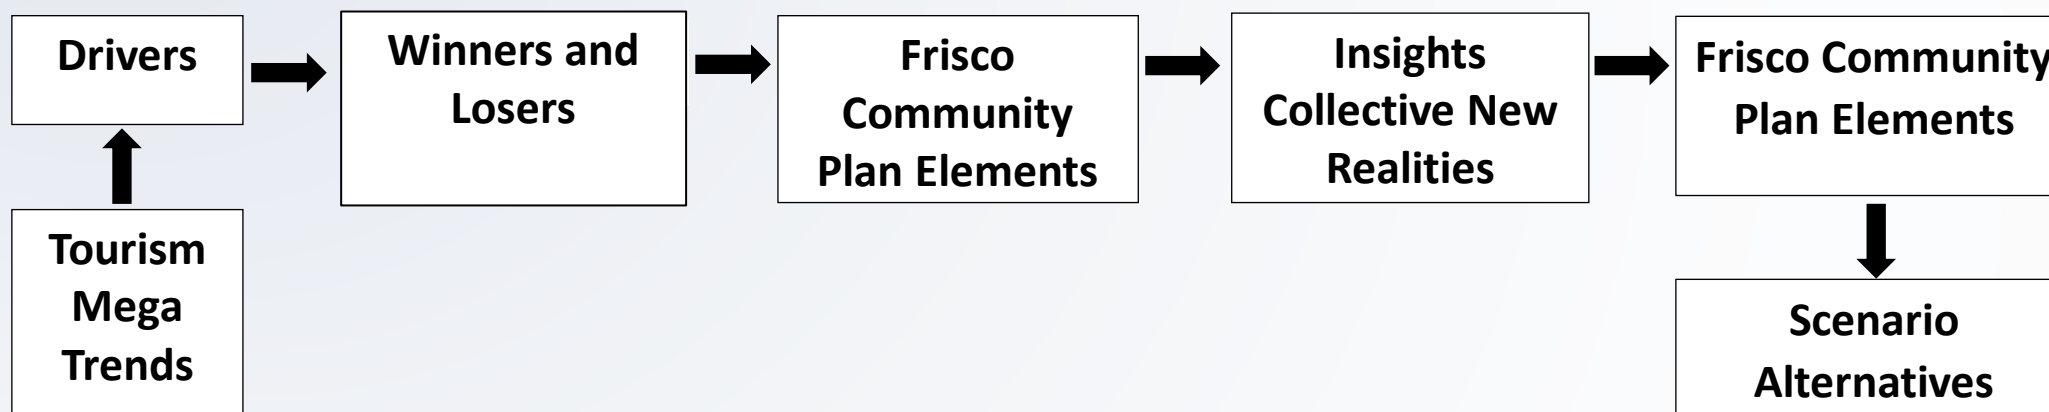 Drivers
Winners and
Losers
Frisco
Community
Plan Elements
Insights
Collective New
Realities
Frisco Community
Plan Elements
Tourism
Mega
Trends
Scenario
Alternatives